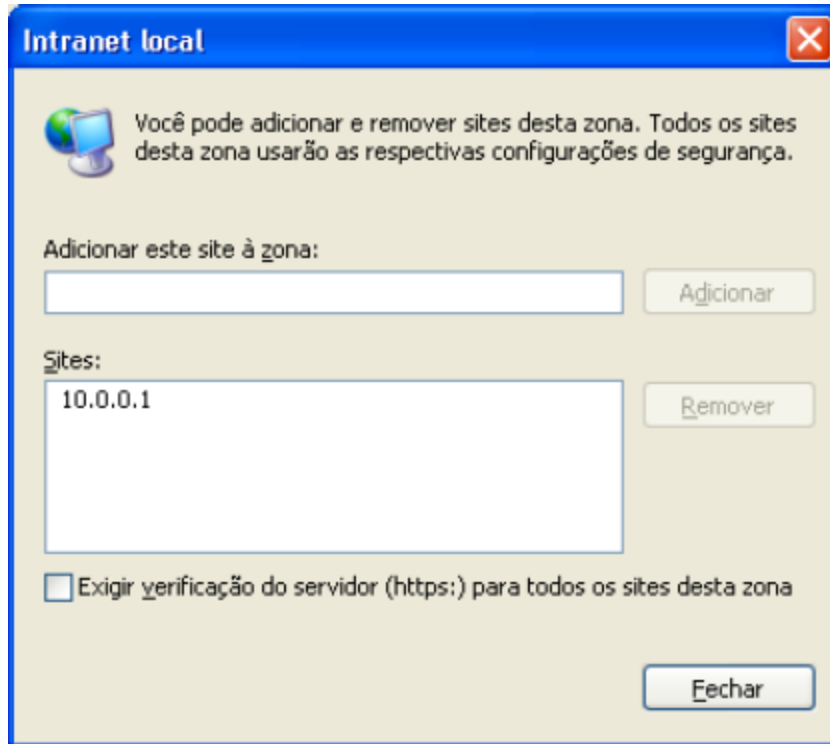 Intranet local
Você pode adicionar e remover sites desta zona. Todos os sites
desta zona usarão as respectivas configurações de segurança.
Adicionar este site à zona:
Adicionar
Sites:
10.0.0.1
Remover
Exigir verificação do servidor (https:) para todos os sites desta zona
Fechar